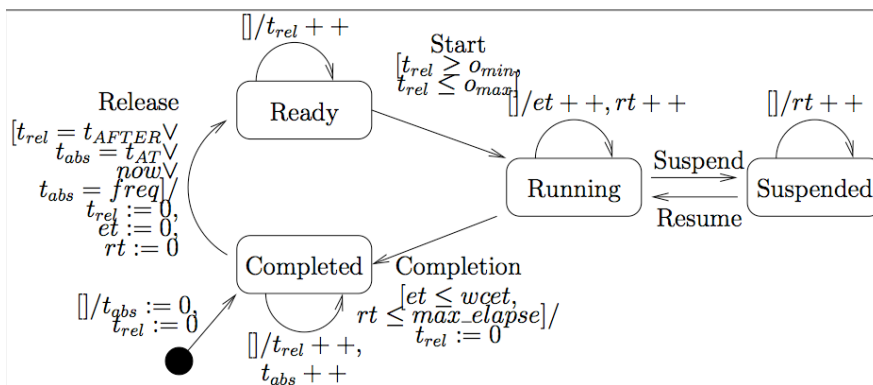 []/t_rel ++
Start
[t_rel ≥ o_min,
t_rel ≤ o_max]
Ready
Release
[t_rel = t_AFTER∨
t_abs = t_AT∨
now∨
t_abs = freq]/
t_rel := 0,
et := 0,
rt := 0
[]/et ++, rt ++
[]/rt ++
Running
Suspend
Resume
Suspended
Completed
Completion
[et ≤ wcet,
rt ≤ max_elapse]/
t_rel := 0
[]/t_abs := 0,
t_rel := 0
[]/t_rel ++,
t_abs ++